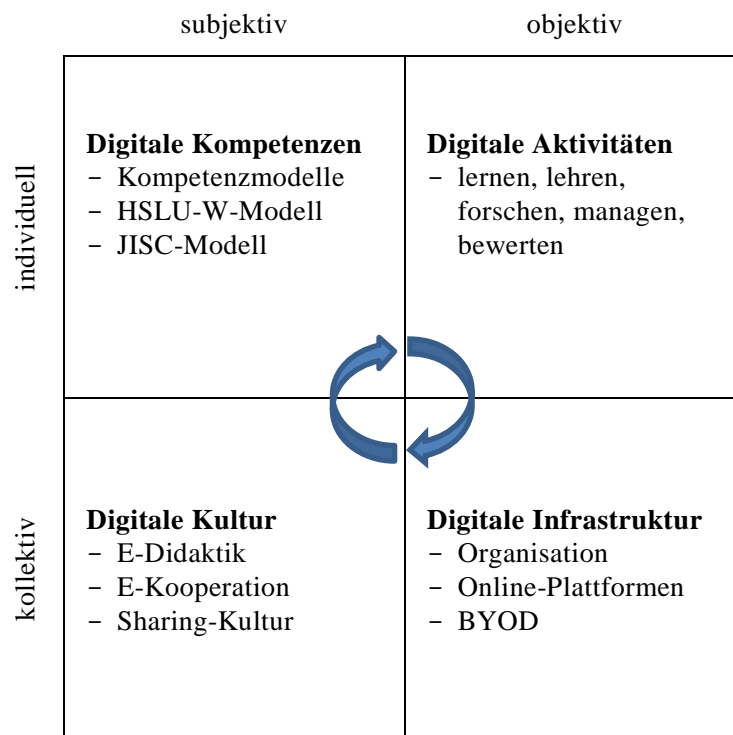 subjektiv
objektiv
individuell
Digitale Kompetenzen
– Kompetenzmodelle
– HSLU-W-Modell
– JISC-Modell
Digitale Aktivitäten
– lernen, lehren,
forschen, managen,
bewerten
kollektiv
Digitale Kultur
– E-Didaktik
– E-Kooperation
– Sharing-Kultur
Digitale Infrastruktur
– Organisation
– Online-Plattformen
– BYOD